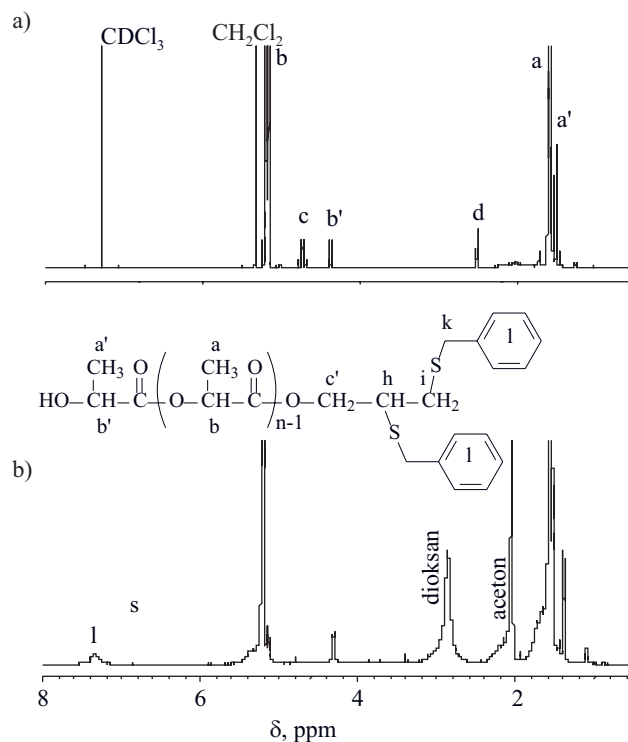 a)
CDCl₃
CH₂Cl₂
b
c
b'
d
a
a'
k
l
a'
CH₃ O
a
CH₃ O
S
c'
h
i
HO—CH—C—O—CH—C—O—CH₂—CH—CH₂
b'
b
n-1
S
l
b)
l
s
dioksan
aceton
8 6 4 2
δ, ppm